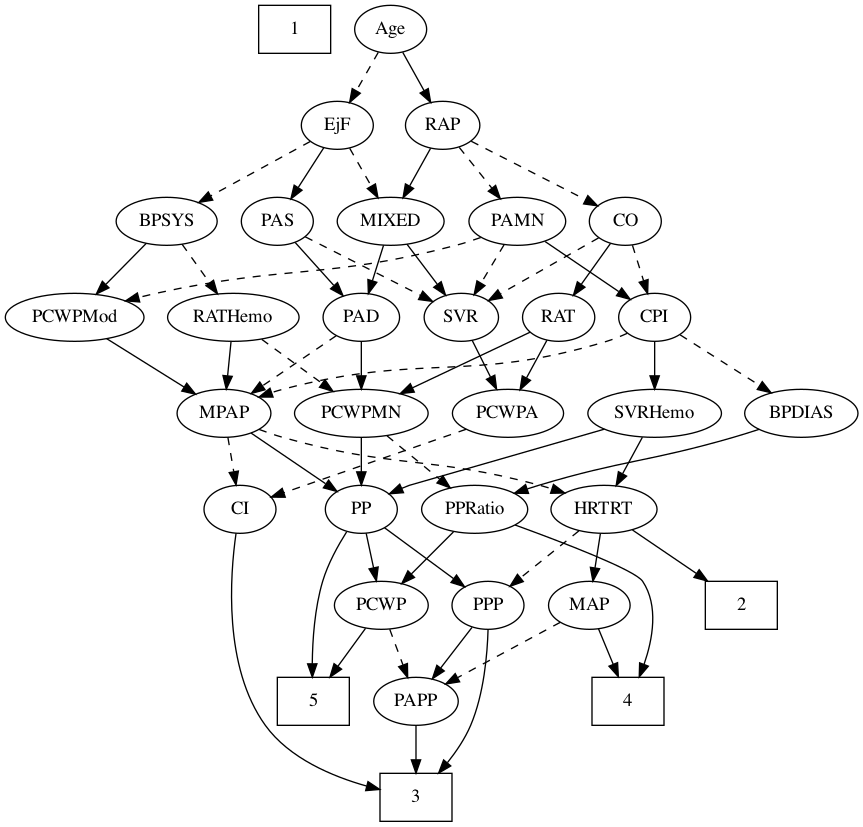 1
Age
EjF
RAP
BPSYS
PAS
MIXED
PAMN
CO
PCWPMod
RATHemo
PAD
SVR
RAT
CPI
MPAP
PCWPMN
PCWPA
SVRHemo
BPDIAS
CI
PP
PPRatio
HRTRT
PCWP
PPP
MAP
2
5
PAPP
4
3